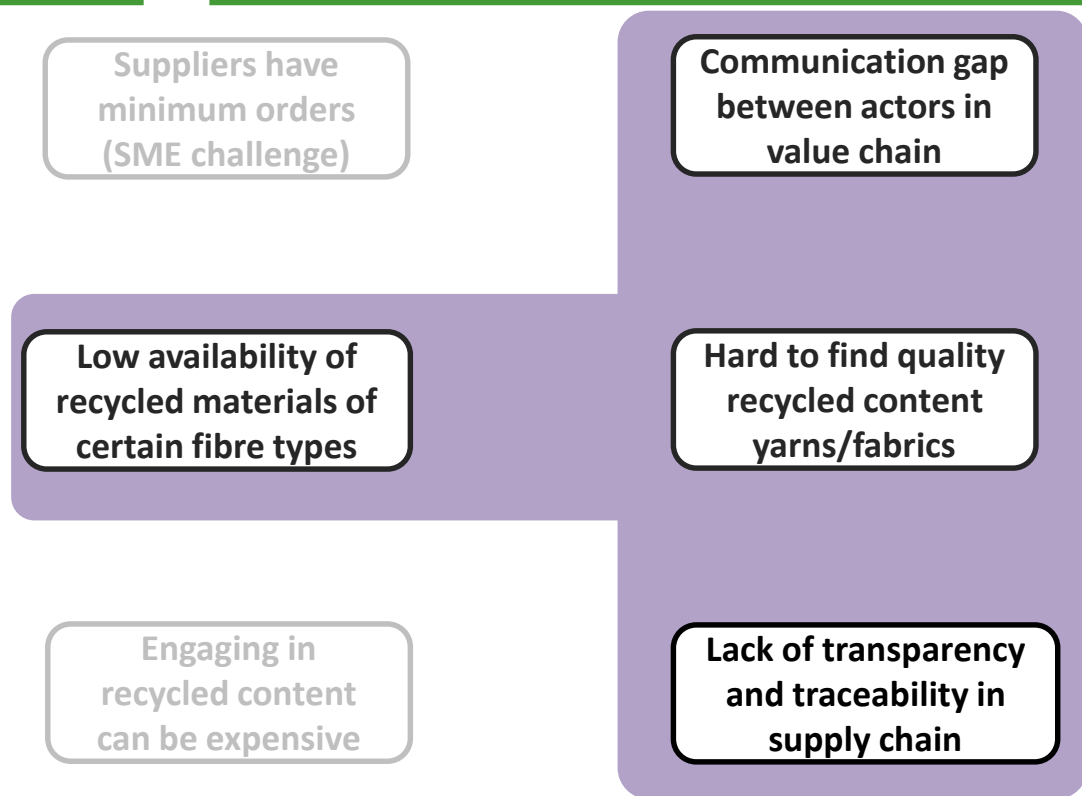 Suppliers have
minimum orders
(SME challenge)
Communication gap
between actors in
value chain
Low availability of
recycled materials of
certain fibre types
Hard to find quality
recycled content
yarns/fabrics
Engaging in
recycled content
can be expensive
Lack of transparency
and traceability in
supply chain